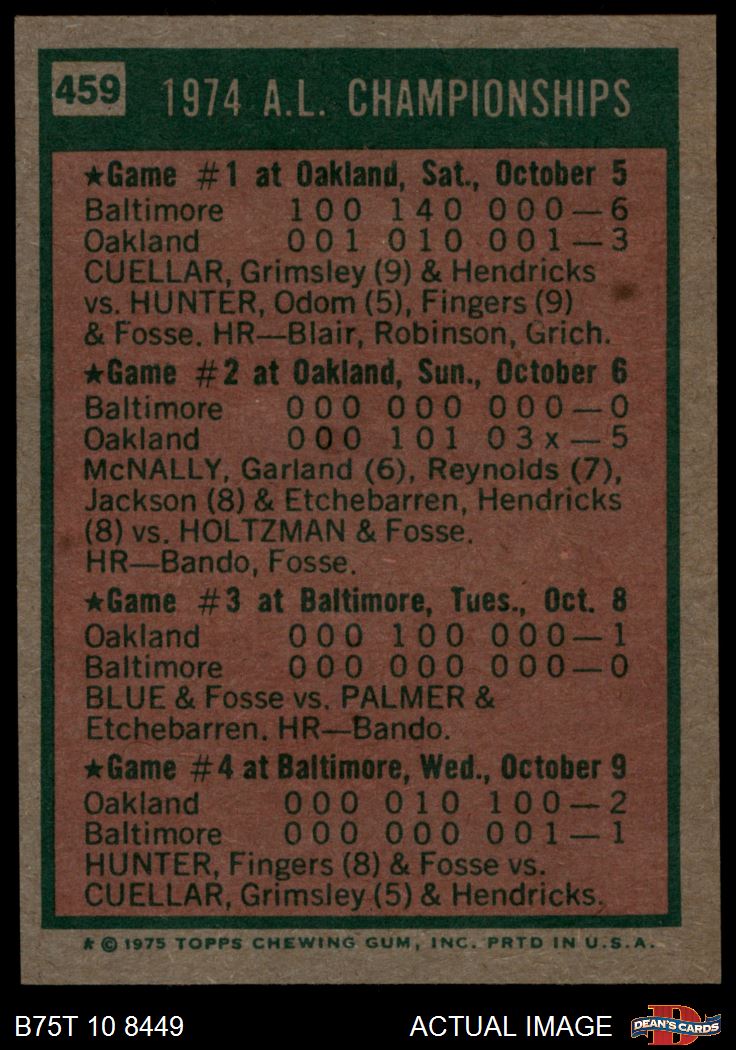 459 1974 A.L. CHAMPIONSHIPS
★Game #1 at Oakland, Sat., October 5
Baltimore 100 140 000—6
Oakland 001 010 001—3
CUELLAR, Grimsley (9) & Hendricks
vs. HUNTER, Odom (5), Fingers (9)
& Fosse. HR—Blair, Robinson, Grich.
★Game #2 at Oakland, Sun., October 6
Baltimore 000 000 000—0
Oakland 000 101 03x—5
McNALLY, Garland (6), Reynolds (7),
Jackson (8) & Etchebarren, Hendricks
(8) vs. HOLTZMAN & Fosse.
HR—Bando, Fosse.
★Game #3 at Baltimore, Tues., Oct. 8
Oakland 000 100 000—1
Baltimore 000 000 000—0
BLUE & Fosse vs. PALMER &
Etchebarren. HR—Bando.
★Game #4 at Baltimore, Wed., October 9
Oakland 000 010 100—2
Baltimore 000 000 001—1
HUNTER, Fingers (8) & Fosse vs.
CUELLAR, Grimsley (5) & Hendricks.
★ © 1975 TOPPS CHEWING GUM, INC. PRTD IN U.S.A.
B75T 10 8449 ACTUAL IMAGE DEAN'S CARDS